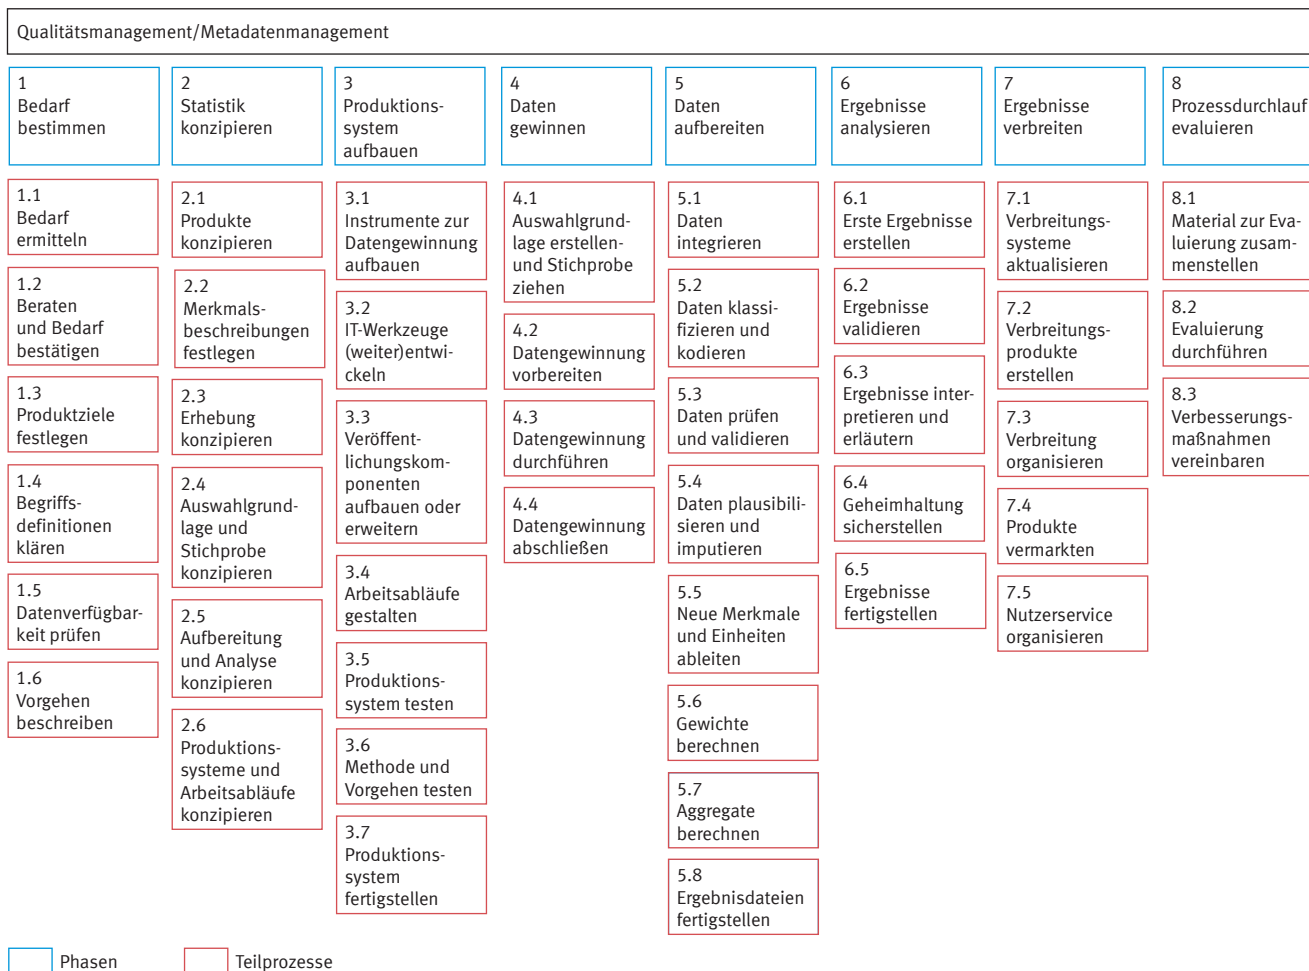 Qualitätsmanagement/Metadatenmanagement
1
Bedarf
bestimmen
2
Statistik
konzipieren
3
Produktions-
system
aufbauen
4
Daten
gewinnen
5
Daten
aufbereiten
6
Ergebnisse
analysieren
7
Ergebnisse
verbreiten
8
Prozessdurchlauf
evaluieren
1.1
Bedarf
ermitteln
1.2
Beraten
und Bedarf
bestätigen
1.3
Produktziele
festlegen
1.4
Begriffs-
definitionen
klären
1.5
Datenverfügbar-
keit prüfen
1.6
Vorgehen
beschreiben
2.1
Produkte
konzipieren
2.2
Merkmals-
beschreibungen
festlegen
2.3
Erhebung
konzipieren
2.4
Auswahlgrund-
lage und
Stichprobe
konzipieren
2.5
Aufbereitung
und Analyse
konzipieren
2.6
Produktions-
systeme und
Arbeitsabläufe
konzipieren
3.1
Instrumente zur
Datengewinnung
aufbauen
3.2
IT-Werkzeuge
(weiter)entwi-
ckeln
3.3
Veröffent-
lichungskom-
ponenten
aufbauen oder
erweitern
3.4
Arbeitsabläufe
gestalten
3.5
Produktions-
system testen
3.6
Methode und
Vorgehen testen
3.7
Produktions-
system
fertigstellen
4.1
Auswahlgrund-
lage erstellen-
und Stichprobe
ziehen
4.2
Datengewinnung
vorbereiten
4.3
Datengewinnung
durchführen
4.4
Datengewinnung
abschließen
5.1
Daten
integrieren
5.2
Daten klassi-
fizieren und
kodieren
5.3
Daten prüfen
und validieren
5.4
Daten plausibili-
sieren und
imputieren
5.5
Neue Merkmale
und Einheiten
ableiten
5.6
Gewichte
berechnen
5.7
Aggregate
berechnen
5.8
Ergebnisdateien
fertigstellen
6.1
Erste Ergebnisse
erstellen
6.2
Ergebnisse
validieren
6.3
Ergebnisse inter-
pretieren und
erläutern
6.4
Geheimhaltung
sicherstellen
6.5
Ergebnisse
fertigstellen
7.1
Verbreitungs-
systeme
aktualisieren
7.2
Verbreitungs-
produkte
erstellen
7.3
Verbreitung
organisieren
7.4
Produkte
vermarkten
7.5
Nutzerservice
organisieren
8.1
Material zur Eva-
luierung zusam-
menstellen
8.2
Evaluierung
durchführen
8.3
Verbesserungs-
maßnahmen
vereinbaren
Phasen
Teilprozesse